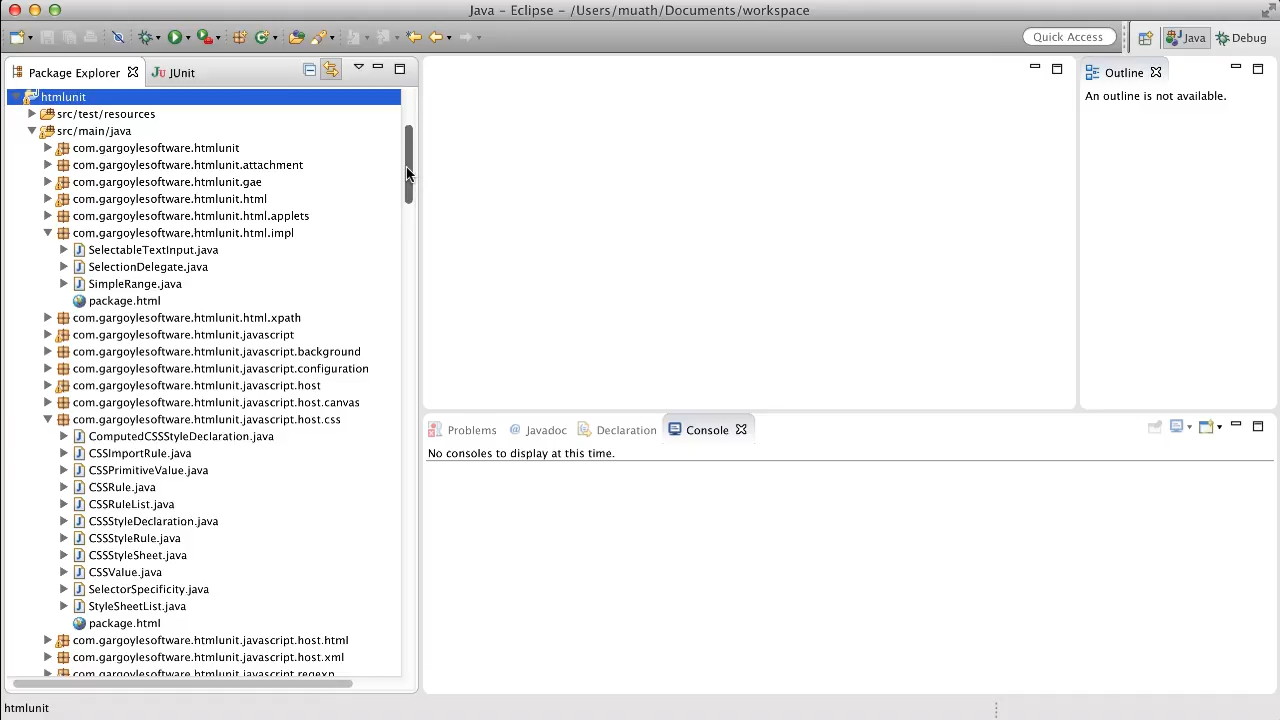 Java – Eclipse – /Users/muath/Documents/workspace
Quick Access
Java
Debug
Package Explorer
JUnit
Outline
An outline is not available.
htmlunit
src/test/resources
src/main/java
com.gargoylesoftware.htmlunit
com.gargoylesoftware.htmlunit.attachment
com.gargoylesoftware.htmlunit.gae
com.gargoylesoftware.htmlunit.html
com.gargoylesoftware.htmlunit.html.applets
com.gargoylesoftware.htmlunit.html.impl
SelectableTextInput.java
SelectionDelegate.java
SimpleRange.java
package.html
com.gargoylesoftware.htmlunit.html.xpath
com.gargoylesoftware.htmlunit.javascript
com.gargoylesoftware.htmlunit.javascript.background
com.gargoylesoftware.htmlunit.javascript.configuration
com.gargoylesoftware.htmlunit.javascript.host
com.gargoylesoftware.htmlunit.javascript.host.canvas
com.gargoylesoftware.htmlunit.javascript.host.css
ComputedCSSStyleDeclaration.java
CSSImportRule.java
CSSPrimitiveValue.java
CSSRule.java
CSSRuleList.java
CSSStyleDeclaration.java
CSSStyleRule.java
CSSStyleSheet.java
CSSValue.java
SelectorSpecificity.java
StyleSheetList.java
package.html
com.gargoylesoftware.htmlunit.javascript.host.html
com.gargoylesoftware.htmlunit.javascript.host.xml
com.gargoylesoftware.htmlunit.javascript.regexp
Problems
@ Javadoc
Declaration
Console
No consoles to display at this time.
htmlunit